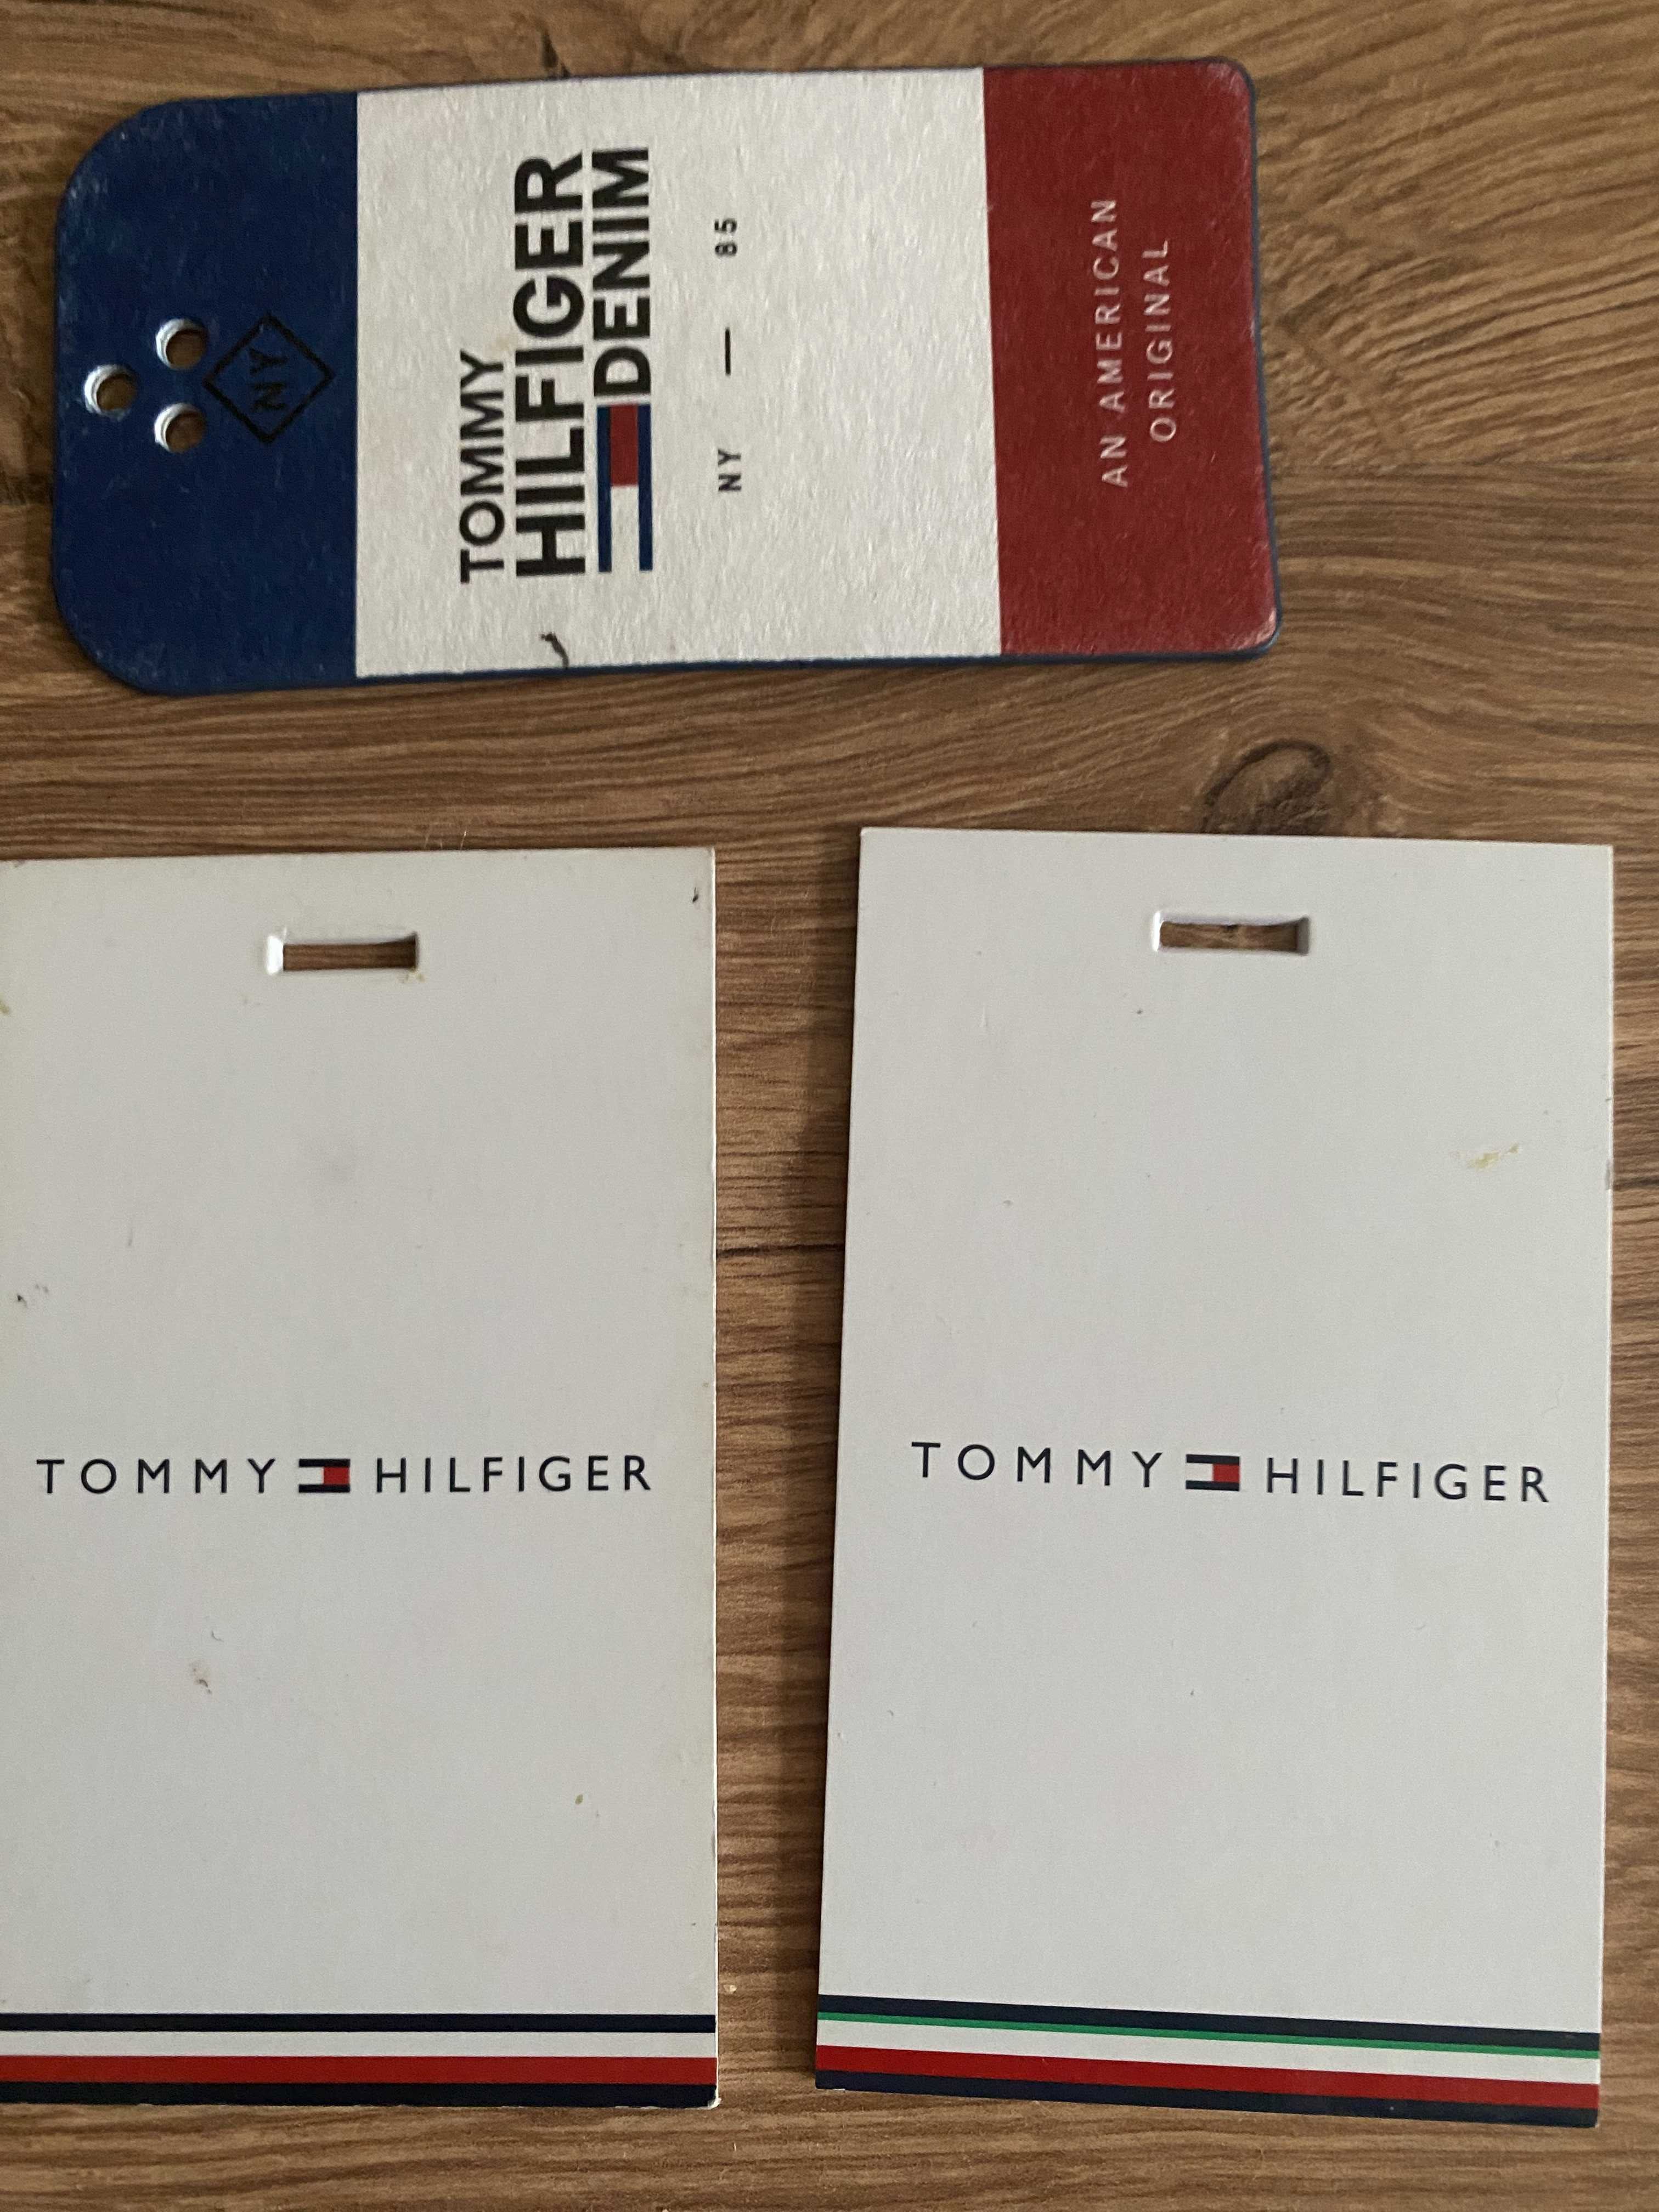 NY
TOMMY
HILFIGER
DENIM
NY — 85
AN AMERICAN
ORIGINAL
TOMMY HILFIGER
TOMMY HILFIGER